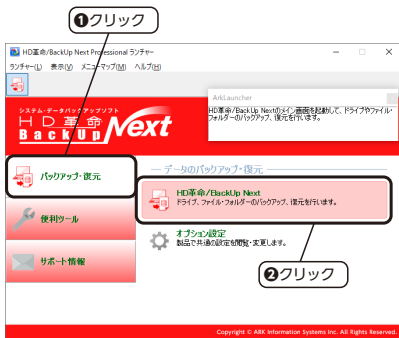 ❶クリック
HD革命/BackUp Next Professional ランチャー
ランチャー(L) 表示(V) メニューマップ(M) ヘルプ(H)
ArkLauncher
HD革命/BackUp Nextのメイン画面を起動して、ドライブやファイル・フォルダーのバックアップ、復元を行います。
システム・データバックアップソフト
HD革命
BackUp Next
バックアップ・復元
データのバックアップ・復元
HD革命/BackUp Next
ドライブ、ファイル・フォルダーのバックアップ、復元を行います。
便利ツール
オプション設定
製品で共通の設定を閲覧・変更します。
❷クリック
サポート情報
Copyright © ARK Information Systems Inc. All Rights Reserved.